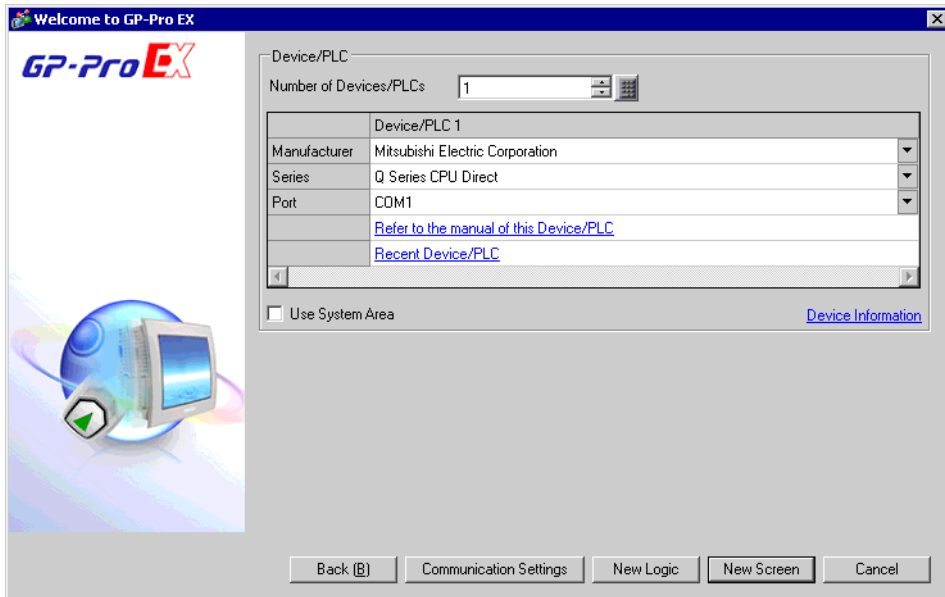 Welcome to GP-Pro EX
GP-Pro EX
Device/PLC
Number of Devices/PLCs 1
Device/PLC 1
Manufacturer Mitsubishi Electric Corporation
Series Q Series CPU Direct
Port COM1
Refer to the manual of this Device/PLC
Recent Device/PLC
Use System Area Device Information
Back (B) Communication Settings New Logic New Screen Cancel